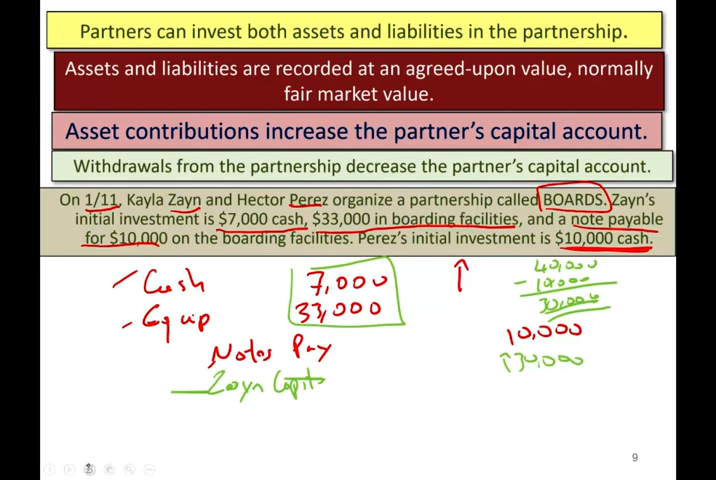 Partners can invest both assets and liabilities in the partnership.
Assets and liabilities are recorded at an agreed-upon value, normally
fair market value.
Asset contributions increase the partner's capital account.
Withdrawals from the partnership decrease the partner's capital account.
On 1/11, Kayla Zayn and Hector Perez organize a partnership called BOARDS. Zayn's
initial investment is $7,000 cash, $33,000 in boarding facilities, and a note payable
for $10,000 on the boarding facilities. Perez's initial investment is $10,000 cash.
40,000
- 10,000
30,000
Cash 7,000
Equip 33,000
Notes Pay 10,000
Zayn Capital ↑30,000
9